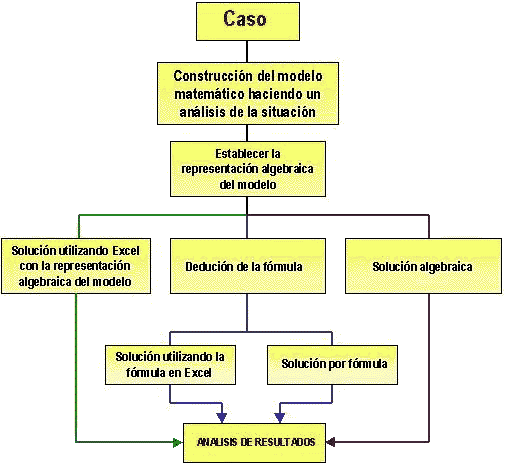 Caso
Construcción del modelo
matemático haciendo un
análisis de la situación
Establecer la
representación algebraica
del modelo
Solución utilizando Excel
con la representación
algebraica del modelo
Dedución de la fórmula
Solución algebraica
Solución utilizando la
fórmula en Excel
Solución por fórmula
ANALISIS DE RESULTADOS